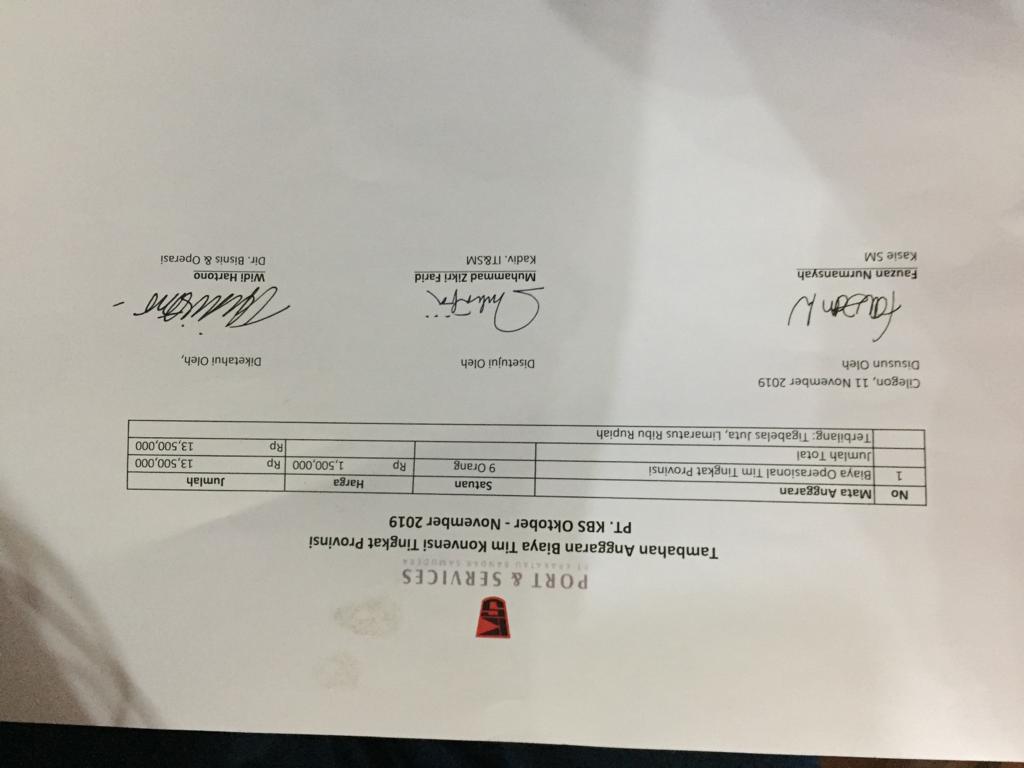 PORT & SERVICES
PT KRAKATAU BANDAR SAMUDERA
Tambahan Anggaran Biaya Tim Konvensi Tingkat Provinsi
PT. KBS Oktober - November 2019
No Mata Anggaran Satuan Harga Jumlah
1 Biaya Operasional Tim Tingkat Provinsi 9 Orang Rp 1,500,000 Rp 13,500,000
Jumlah Total Rp 13,500,000
Terbilang: Tigabelas Juta, Limaratus Ribu Rupiah
Cilegon, 11 November 2019
Disusun Oleh Disetujui Oleh Diketahui Oleh,
Fauzan Nurmansyah Muhammad Zikri Farid Widi Hartono
Kasie SM Kadiv. IT&SM Dir. Bisnis & Operasi